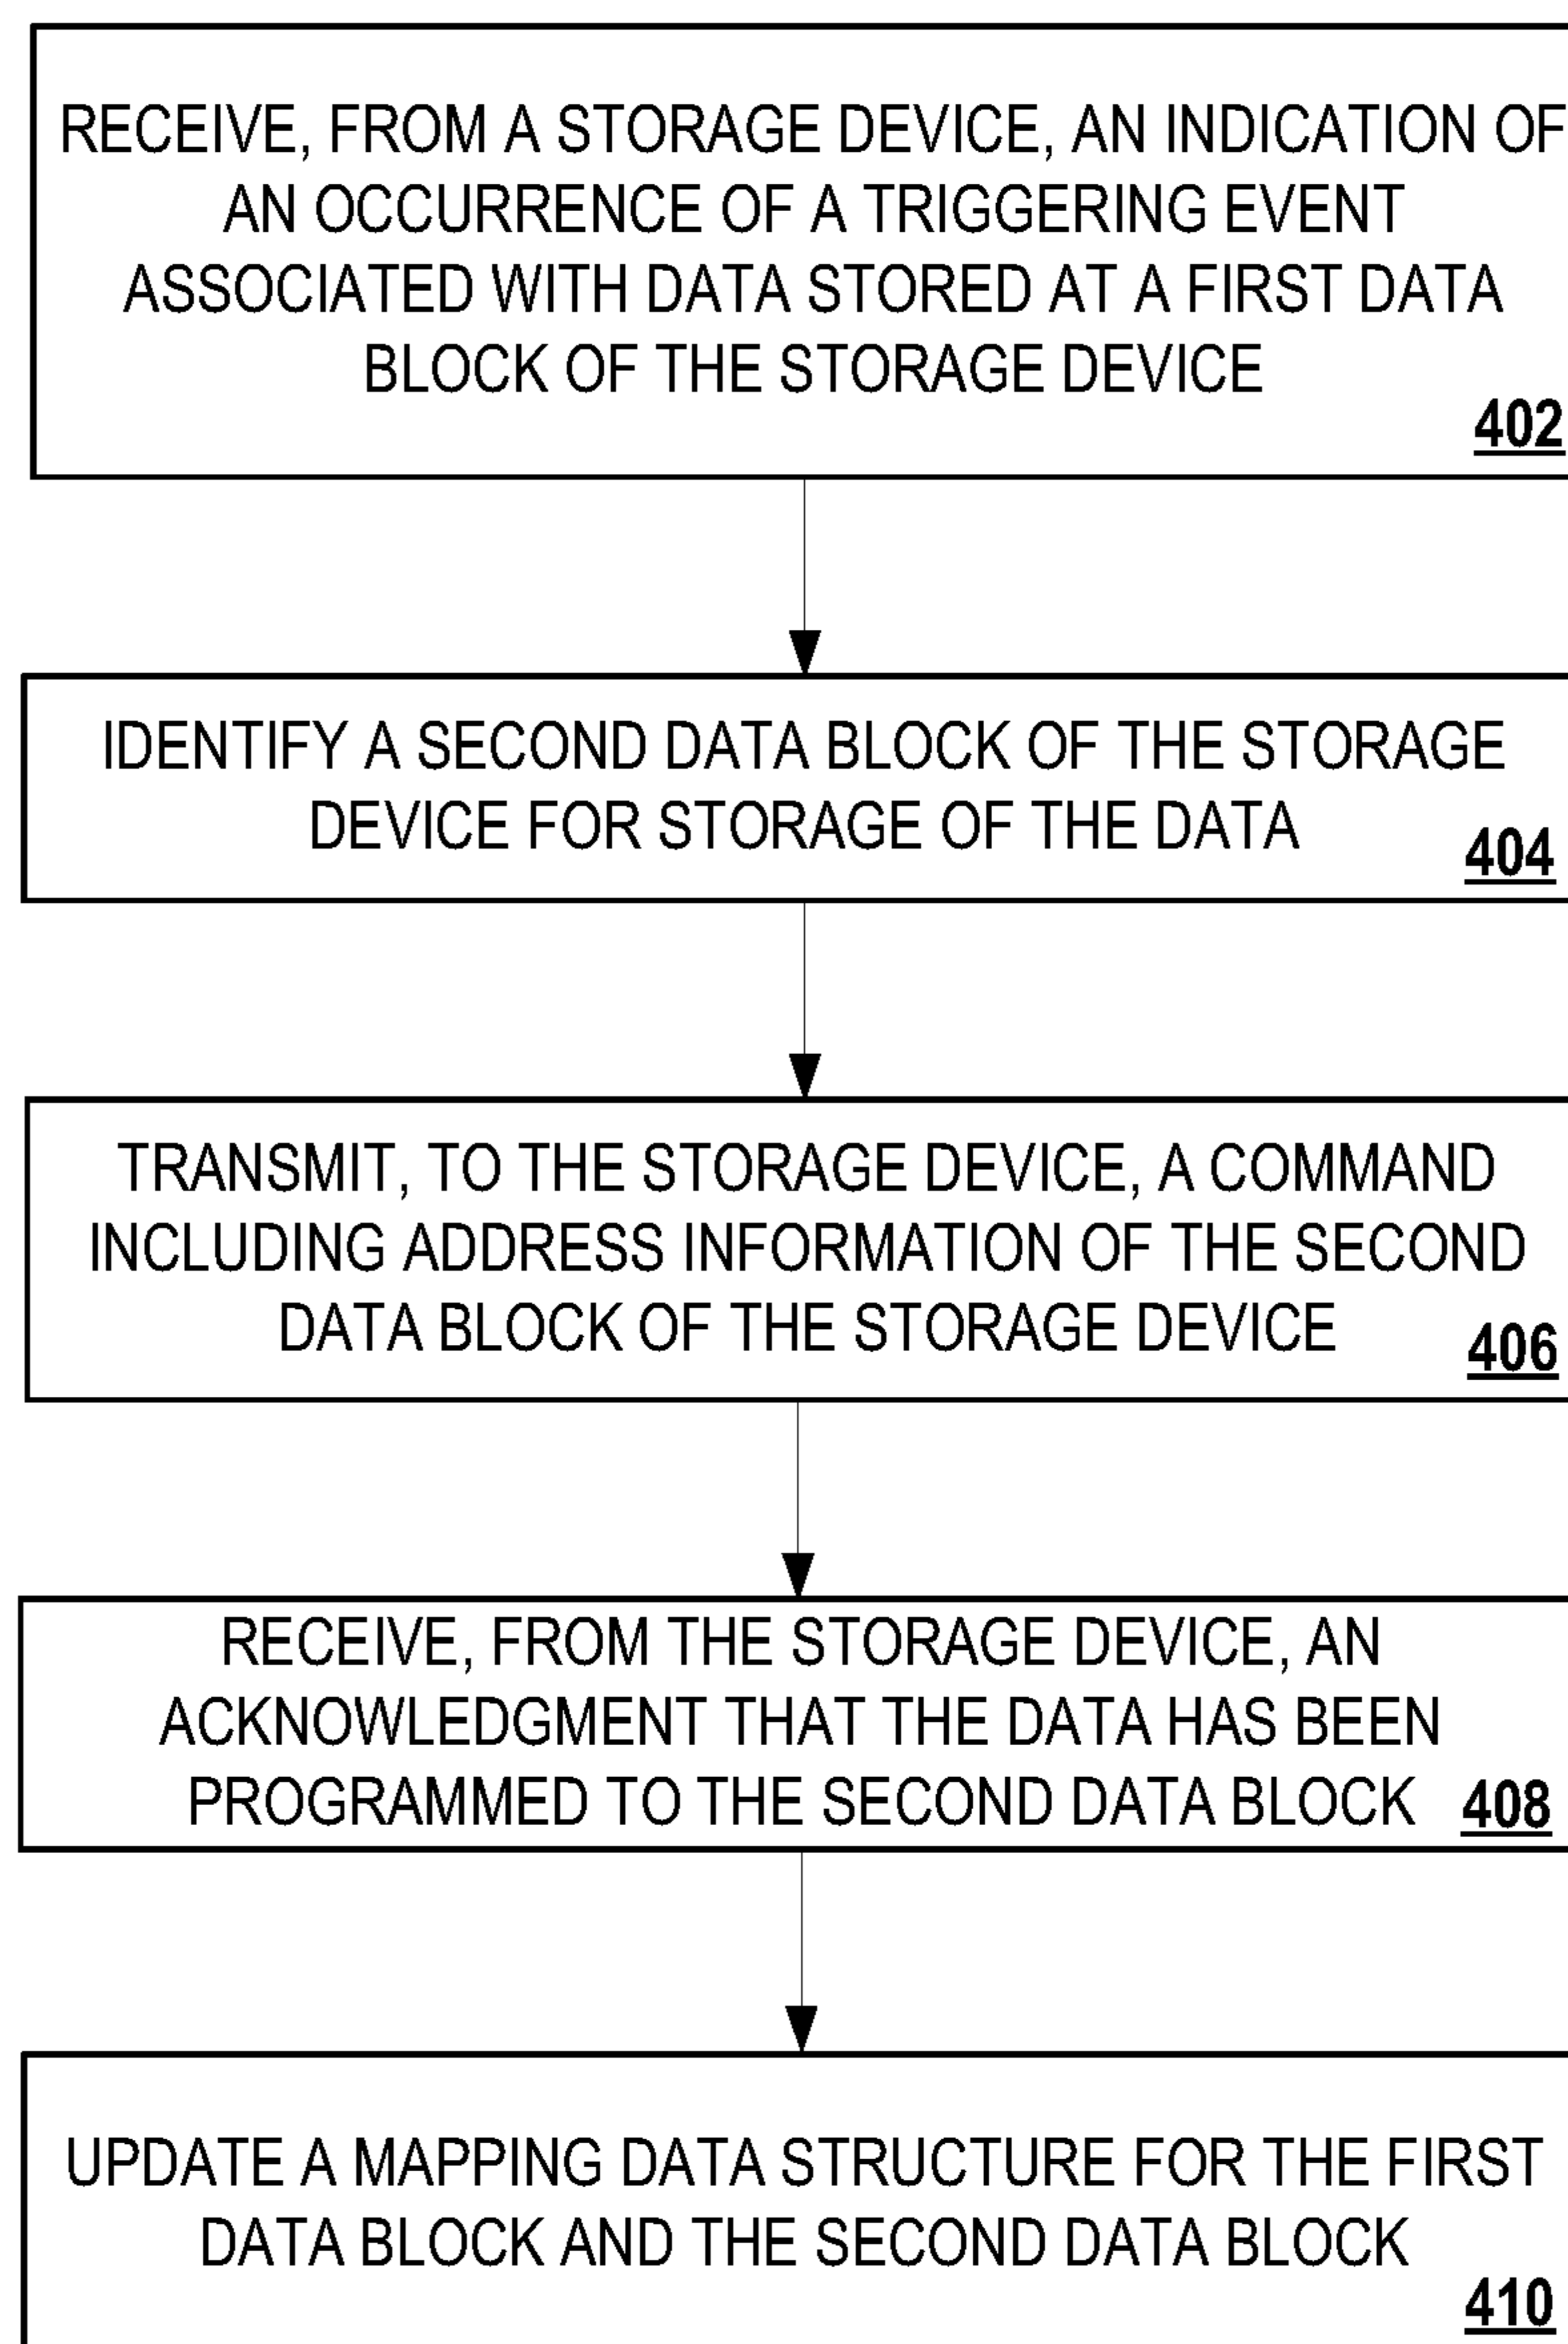 RECEIVE, FROM A STORAGE DEVICE, AN INDICATION OF
AN OCCURRENCE OF A TRIGGERING EVENT
ASSOCIATED WITH DATA STORED AT A FIRST DATA
BLOCK OF THE STORAGE DEVICE
402
IDENTIFY A SECOND DATA BLOCK OF THE STORAGE
DEVICE FOR STORAGE OF THE DATA
404
TRANSMIT, TO THE STORAGE DEVICE, A COMMAND
INCLUDING ADDRESS INFORMATION OF THE SECOND
DATA BLOCK OF THE STORAGE DEVICE
406
RECEIVE, FROM THE STORAGE DEVICE, AN
ACKNOWLEDGMENT THAT THE DATA HAS BEEN
PROGRAMMED TO THE SECOND DATA BLOCK
408
UPDATE A MAPPING DATA STRUCTURE FOR THE FIRST
DATA BLOCK AND THE SECOND DATA BLOCK
410